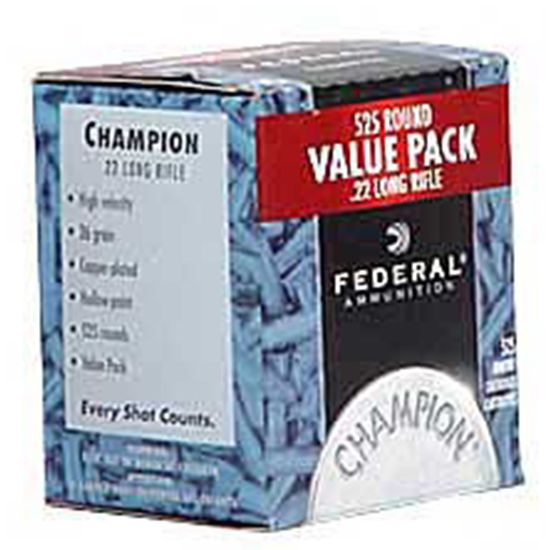 CHAMPION
.22 LONG RIFLE
• High velocity
• 36 grain
• Copper-plated
• Hollow point
• 525 rounds
• Value Pack
Every Shot Counts.
525 ROUND
VALUE PACK
.22 LONG RIFLE
FEDERAL®
AMMUNITION
CHAMPION